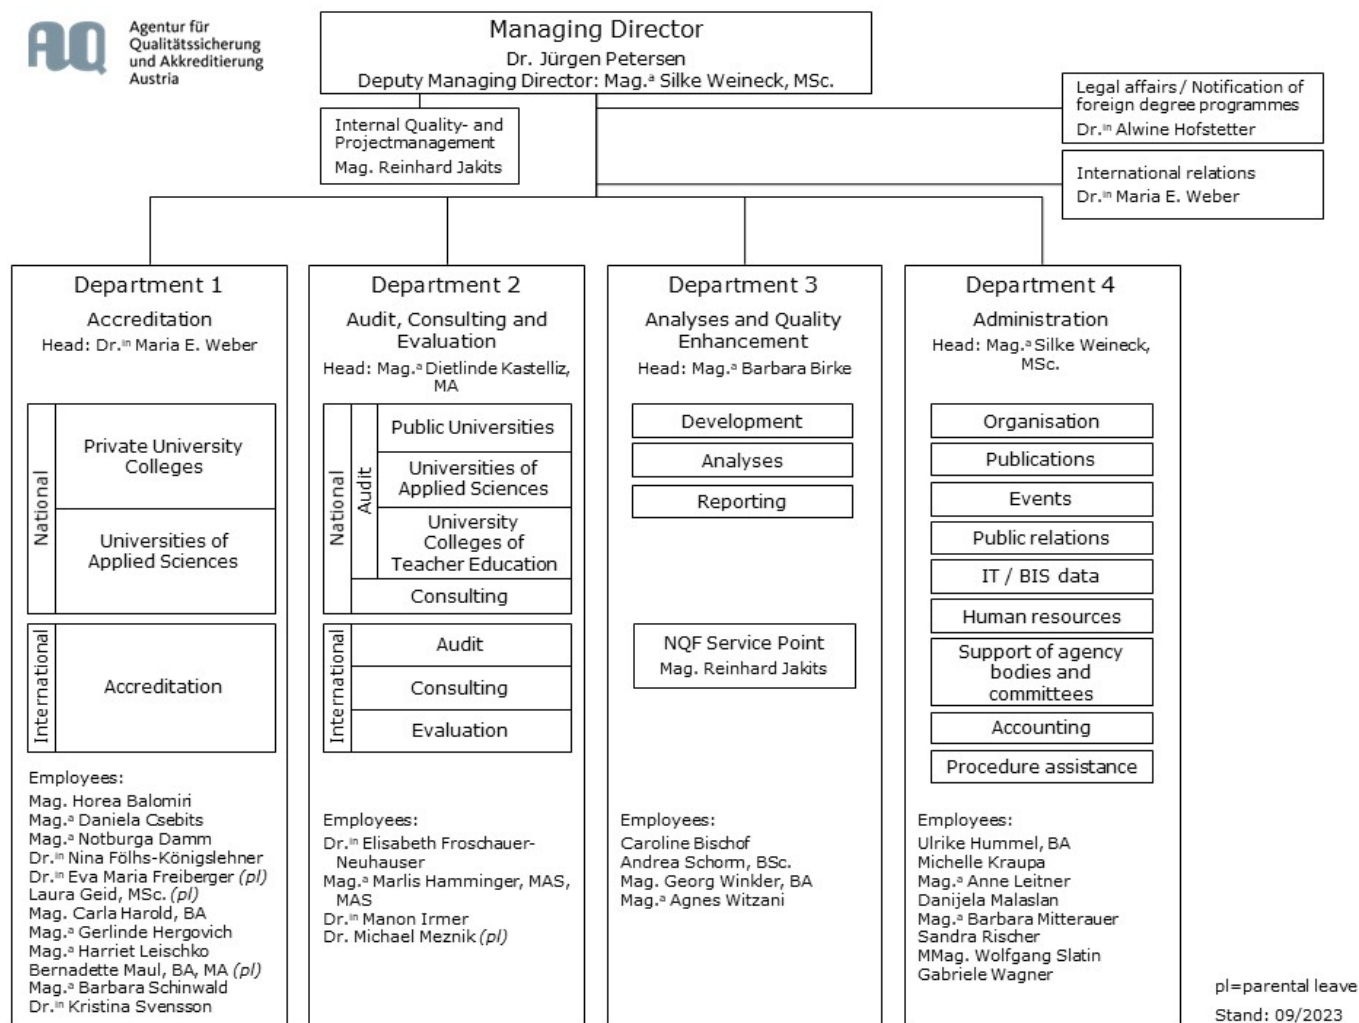 AQ
Agentur für
Qualitätssicherung
und Akkreditierung
Austria
Managing Director
Dr. Jürgen Petersen
Deputy Managing Director: Mag.ª Silke Weineck, MSc.
Internal Quality- and
Projectmanagement
Mag. Reinhard Jakits
Legal affairs / Notification of
foreign degree programmes
Dr.ⁱⁿ Alwine Hofstetter
International relations
Dr.ⁱⁿ Maria E. Weber
Department 1
Accreditation
Head: Dr.ⁱⁿ Maria E. Weber
National
Private University
Colleges
Universities of
Applied Sciences
International
Accreditation
Employees:
Mag. Horea Balomiri
Mag.ª Daniela Csebits
Mag.ª Notburga Damm
Dr.ⁱⁿ Nina Fölhs-Königslehner
Dr.ⁱⁿ Eva Maria Freiberger (pl)
Laura Geid, MSc. (pl)
Mag. Carla Harold, BA
Mag.ª Gerlinde Hergovich
Mag.ª Harriet Leischko
Bernadette Maul, BA, MA (pl)
Mag.ª Barbara Schinwald
Dr.ⁱⁿ Kristina Svensson
Department 2
Audit, Consulting and
Evaluation
Head: Mag.ª Dietlinde Kastelliz,
MA
National
Audit
Public Universities
Universities of
Applied Sciences
University
Colleges of
Teacher Education
Consulting
International
Audit
Consulting
Evaluation
Employees:
Dr.ⁱⁿ Elisabeth Froschauer-
Neuhauser
Mag.ª Marlis Hamminger, MAS,
MAS
Dr.ⁱⁿ Manon Irmer
Dr. Michael Meznik (pl)
Department 3
Analyses and Quality
Enhancement
Head: Mag.ª Barbara Birke
Development
Analyses
Reporting
NQF Service Point
Mag. Reinhard Jakits
Employees:
Caroline Bischof
Andrea Schorm, BSc.
Mag. Georg Winkler, BA
Mag.ª Agnes Witzani
Department 4
Administration
Head: Mag.ª Silke Weineck,
MSc.
Organisation
Publications
Events
Public relations
IT / BIS data
Human resources
Support of agency
bodies and
committees
Accounting
Procedure assistance
Employees:
Ulrike Hummel, BA
Michelle Kraupa
Mag.ª Anne Leitner
Danijela Malaslan
Mag.ª Barbara Mitterauer
Sandra Rischer
MMag. Wolfgang Slatin
Gabriele Wagner
pl=parental leave
Stand: 09/2023